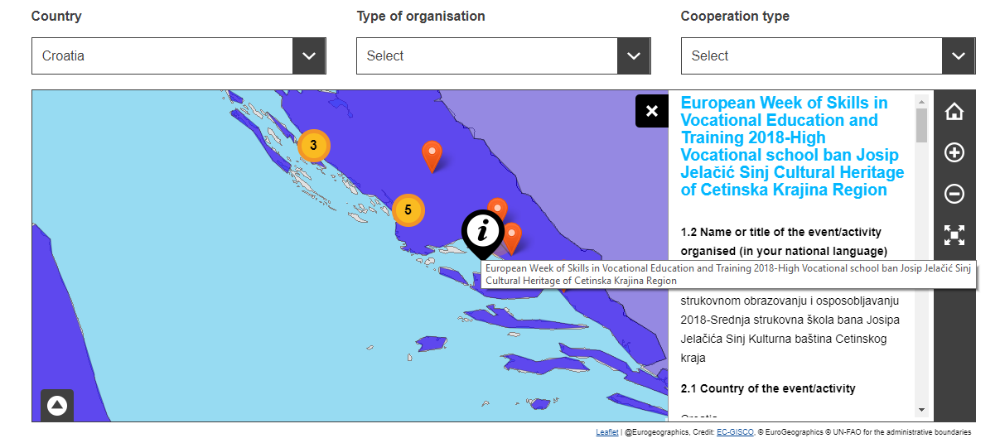 Country
Type of organisation
Cooperation type
Croatia
Select
Select
3
5
i
European Week of Skills in
Vocational Education and
Training 2018-High
Vocational school ban Josip
Jelačić Sinj Cultural Heritage
of Cetinska Krajina Region
1.2 Name or title of the event/activity
organised (in your national language)
European Week of Skills in Vocational Education and Training 2018-High Vocational school ban Josip Jelačić Sinj
Cultural Heritage of Cetinska Krajina Region
strukovnom obrazovanju i osposobljavanju
2018-Srednja strukovna škola bana Josipa
Jelačića Sinj Kulturna baština Cetinskog
kraja
2.1 Country of the event/activity
Croatia
Leaflet | @Eurogeographics, Credit: EC-GISCO, © EuroGeographics © UN-FAO for the administrative boundaries